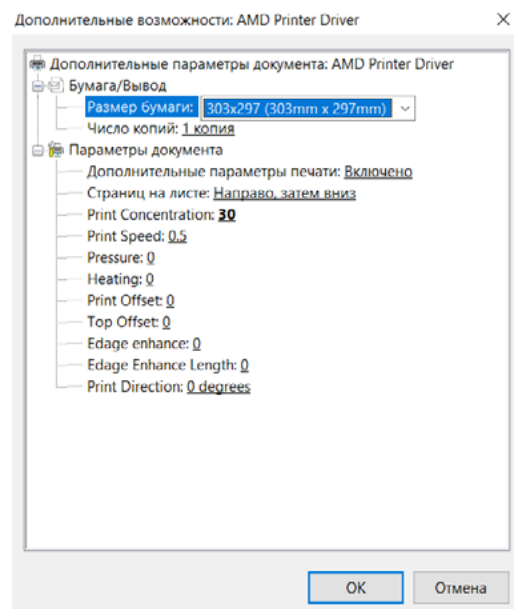 Дополнительные возможности: AMD Printer Driver
Дополнительные параметры документа: AMD Printer Driver
Бумага/Вывод
Размер бумаги: 303x297 (303mm x 297mm)
Число копий: 1 копия
Параметры документа
Дополнительные параметры печати: Включено
Страниц на листе: Направо, затем вниз
Print Concentration: 30
Print Speed: 0.5
Pressure: 0
Heating: 0
Print Offset: 0
Top Offset: 0
Edage enhance: 0
Edage Enhance Length: 0
Print Direction: 0 degrees
OK Отмена